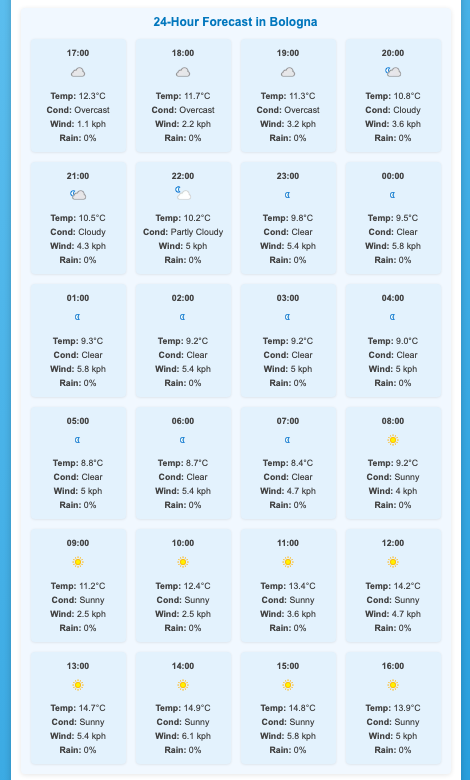 24-Hour Forecast in Bologna
17:00
Temp: 12.3°C
Cond: Overcast
Wind: 1.1 kph
Rain: 0%
18:00
Temp: 11.7°C
Cond: Overcast
Wind: 2.2 kph
Rain: 0%
19:00
Temp: 11.3°C
Cond: Overcast
Wind: 3.2 kph
Rain: 0%
20:00
Temp: 10.8°C
Cond: Cloudy
Wind: 3.6 kph
Rain: 0%
21:00
Temp: 10.5°C
Cond: Cloudy
Wind: 4.3 kph
Rain: 0%
22:00
Temp: 10.2°C
Cond: Partly Cloudy
Wind: 5 kph
Rain: 0%
23:00
Temp: 9.8°C
Cond: Clear
Wind: 5.4 kph
Rain: 0%
00:00
Temp: 9.5°C
Cond: Clear
Wind: 5.8 kph
Rain: 0%
01:00
Temp: 9.3°C
Cond: Clear
Wind: 5.8 kph
Rain: 0%
02:00
Temp: 9.2°C
Cond: Clear
Wind: 5.4 kph
Rain: 0%
03:00
Temp: 9.2°C
Cond: Clear
Wind: 5 kph
Rain: 0%
04:00
Temp: 9.0°C
Cond: Clear
Wind: 5 kph
Rain: 0%
05:00
Temp: 8.8°C
Cond: Clear
Wind: 5 kph
Rain: 0%
06:00
Temp: 8.7°C
Cond: Clear
Wind: 5.4 kph
Rain: 0%
07:00
Temp: 8.4°C
Cond: Clear
Wind: 4.7 kph
Rain: 0%
08:00
Temp: 9.2°C
Cond: Sunny
Wind: 4 kph
Rain: 0%
09:00
Temp: 11.2°C
Cond: Sunny
Wind: 2.5 kph
Rain: 0%
10:00
Temp: 12.4°C
Cond: Sunny
Wind: 2.5 kph
Rain: 0%
11:00
Temp: 13.4°C
Cond: Sunny
Wind: 3.6 kph
Rain: 0%
12:00
Temp: 14.2°C
Cond: Sunny
Wind: 4.7 kph
Rain: 0%
13:00
Temp: 14.7°C
Cond: Sunny
Wind: 5.4 kph
Rain: 0%
14:00
Temp: 14.9°C
Cond: Sunny
Wind: 6.1 kph
Rain: 0%
15:00
Temp: 14.8°C
Cond: Sunny
Wind: 5.8 kph
Rain: 0%
16:00
Temp: 13.9°C
Cond: Sunny
Wind: 5 kph
Rain: 0%